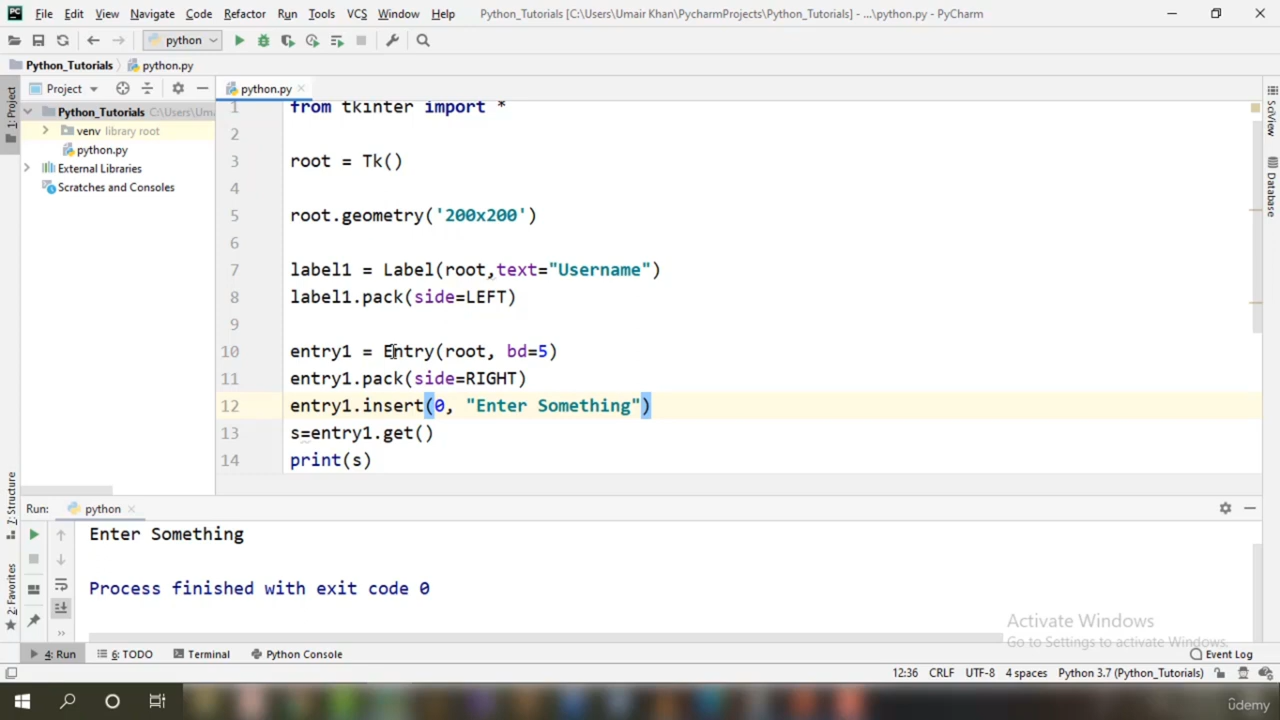 File Edit View Navigate Code Refactor Run Tools VCS Window Help Python_Tutorials [C:\Users\Umair Khan\PycharmProjects\Python_Tutorials] - ...\python.py - PyCharm
python
Python_Tutorials python.py
Project
python.py
1: Project
Python_Tutorials C:\Users\Umai
venv library root
python.py
External Libraries
Scratches and Consoles
1 from tkinter import *
2
3 root = Tk()
4
5 root.geometry('200x200')
6
7 label1 = Label(root,text="Username")
8 label1.pack(side=LEFT)
9
10 entry1 = Entry(root, bd=5)
11 entry1.pack(side=RIGHT)
12 entry1.insert(0, "Enter Something")
13 s=entry1.get()
14 print(s)
SciView
Database
Z: Structure
2: Favorites
Run: python
Enter Something
Process finished with exit code 0
Activate Windows
Go to Settings to activate Windows.
4: Run 6: TODO Terminal Python Console Event Log
12:36 CRLF UTF-8 4 spaces Python 3.7 (Python_Tutorials)
ûdemy